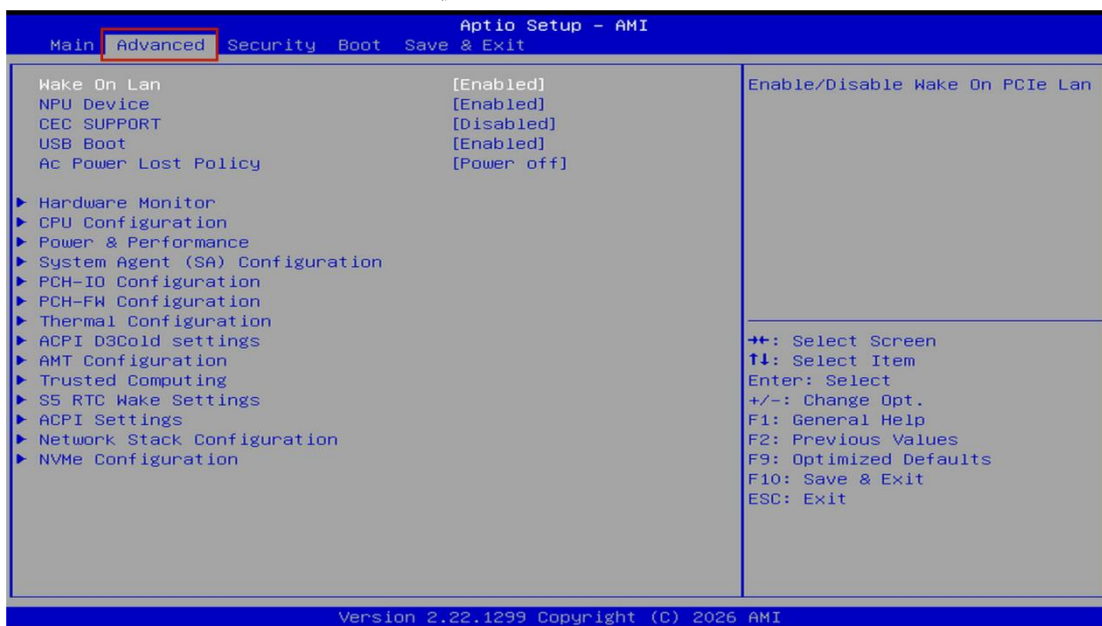 Aptio Setup – AMI
Main Advanced Security Boot Save & Exit
Wake On Lan [Enabled]
NPU Device [Enabled]
CEC SUPPORT [Disabled]
USB Boot [Enabled]
Ac Power Lost Policy [Power off]
▶ Hardware Monitor
▶ CPU Configuration
▶ Power & Performance
▶ System Agent (SA) Configuration
▶ PCH-IO Configuration
▶ PCH-FW Configuration
▶ Thermal Configuration
▶ ACPI D3Cold settings
▶ AMT Configuration
▶ Trusted Computing
▶ S5 RTC Wake Settings
▶ ACPI Settings
▶ Network Stack Configuration
▶ NVMe Configuration
Enable/Disable Wake On PCIe Lan
→←: Select Screen
↑↓: Select Item
Enter: Select
+/-: Change Opt.
F1: General Help
F2: Previous Values
F9: Optimized Defaults
F10: Save & Exit
ESC: Exit
Version 2.22.1299 Copyright (C) 2026 AMI